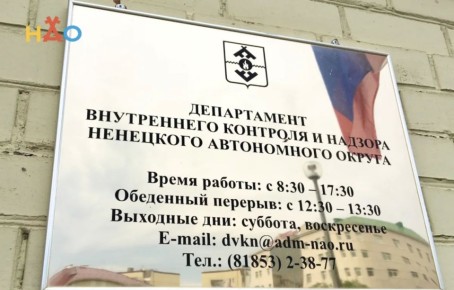 НДО
ДЕПАРТАМЕНТ
ВНУТРЕННЕГО КОНТРОЛЯ И НАДЗОРА
НЕНЕЦКОГО АВТОНОМНОГО ОКРУГА
Время работы: с 8:30 – 17:30
Обеденный перерыв: с 12:30 – 13:30
Выходные дни: суббота, воскресенье
E-mail: dvkn@adm-nao.ru
Тел.: (81853) 2-38-77